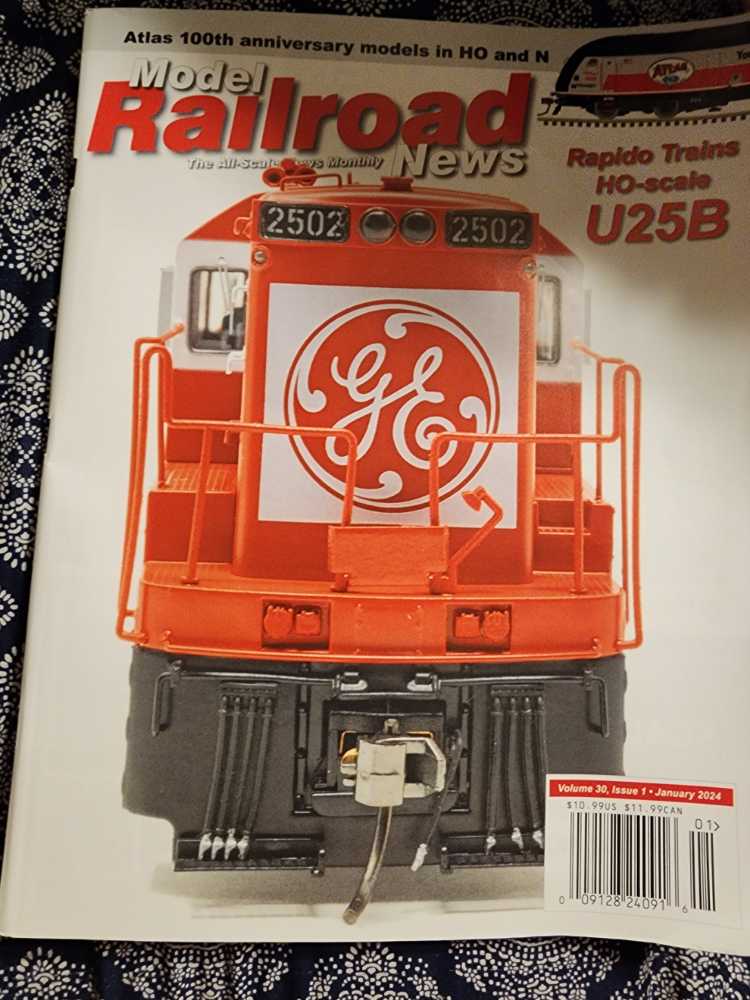 Atlas 100th anniversary models in HO and N
ATLAS
Model
Railroad
News
The All-Scale News Monthly
Rapido Trains
HO-scale
U25B
2502
2502
GE
Volume 30, Issue 1 • January 2024
$10.99US $11.99CAN
01>
0 09128 24091 6